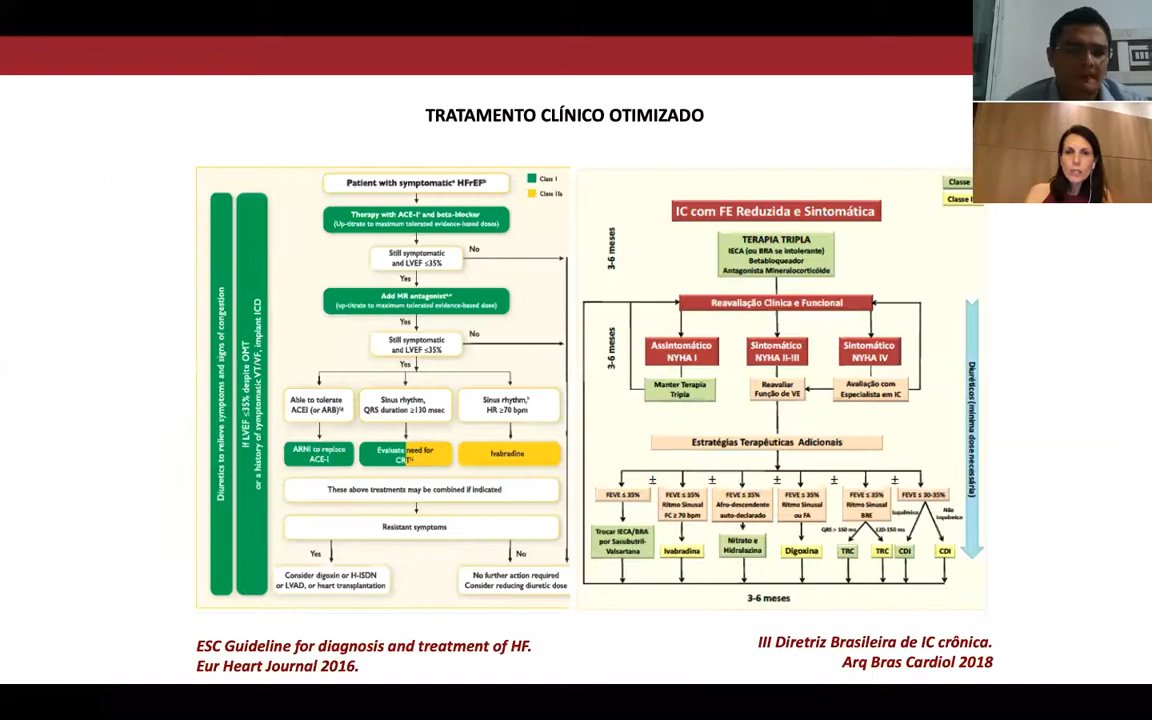 TRATAMENTO CLÍNICO OTIMIZADO
Patient with symptomatic HFrEF
Class I
Class IIa
Therapy with ACE-I and beta-blocker
(Up-titrate to maximum tolerated evidence-based doses)
Still symptomatic
and LVEF ≤35%
No
Yes
Add MR antagonist
(up-titrate to maximum tolerated evidence-based dose)
Yes
Still symptomatic
and LVEF ≤35%
No
Yes
Able to tolerate
ACEI (or ARB)
Sinus rhythm,
QRS duration ≥130 msec
Sinus rhythm,
HR ≥70 bpm
ARNI to replace
ACE-I
Evaluate need for
CRT
Ivabradine
These above treatments may be combined if indicated
Resistant symptoms
Yes
No
Consider digoxin or H-ISDN
or LVAD, or heart transplantation
No further action required
Consider reducing diuretic dose
Diuretics to relieve symptoms and signs of congestion
If LVEF ≤35% despite OMT
or a history of symptomatic VT/VF, implant ICD
Classe
Classe I
IC com FE Reduzida e Sintomática
3-6 meses
TERAPIA TRIPLA
IECA (ou BRA se intolerante)
Betabloqueador
Antagonista Mineralocorticóide
Reavaliação Clínica e Funcional
3-6 meses
Assintomático
NYHA I
Sintomático
NYHA II-III
Sintomático
NYHA IV
Manter Terapia
Tripla
Reavaliar
Função de VE
Avaliação com
Especialista em IC
Estratégias Terapêuticas Adicionais
± ± ± ± ±
FEVE ≤ 35%
FEVE ≤ 35%
Ritmo Sinusal
FC ≥ 70 bpm
FEVE ≤ 35%
Afro-descendente
auto-declarado
FEVE ≤ 35%
Ritmo Sinusal
ou FA
FEVE ≤ 35%
Ritmo Sinusal
BRE
FEVE ≤ 30-35%
Isquêmico
Não
Isquêmico
QRS > 150 ms
120-150 ms
Trocar IECA/BRA
por Sacubutril-
Valsartana
Ivabradina
Nitrato e
Hidralazina
Digoxina
TRC
TRC
CDI
CDI
3-6 meses
Diuréticos (mínima dose necessária)
ESC Guideline for diagnosis and treatment of HF.
Eur Heart Journal 2016.
III Diretriz Brasileira de IC crônica.
Arq Bras Cardiol 2018